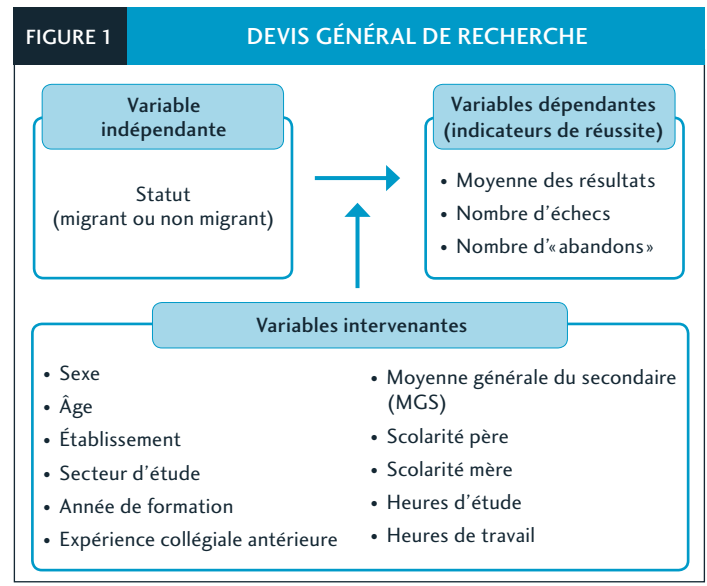 FIGURE 1
DEVIS GÉNÉRAL DE RECHERCHE
Variable
indépendante
Statut
(migrant ou non migrant)
Variables dépendantes
(indicateurs de réussite)
• Moyenne des résultats
• Nombre d'échecs
• Nombre d'«abandons»
Variables intervenantes
• Sexe
• Âge
• Établissement
• Secteur d'étude
• Année de formation
• Expérience collégiale antérieure
• Moyenne générale du secondaire
(MGS)
• Scolarité père
• Scolarité mère
• Heures d'étude
• Heures de travail